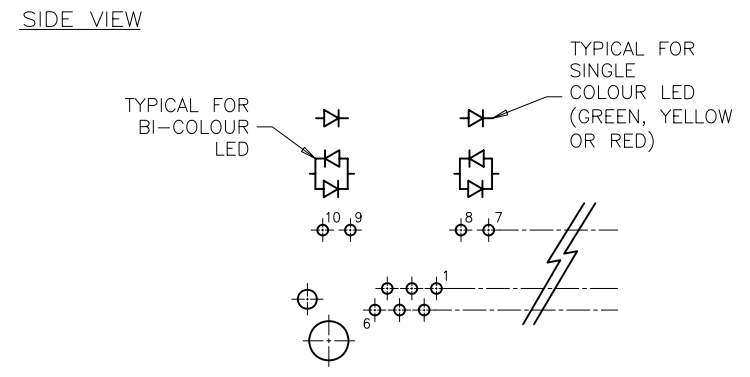 SIDE VIEW
TYPICAL FOR
BI-COLOUR
LED
TYPICAL FOR
SINGLE
COLOUR LED
(GREEN, YELLOW
OR RED)
10 9 8 7
1
6